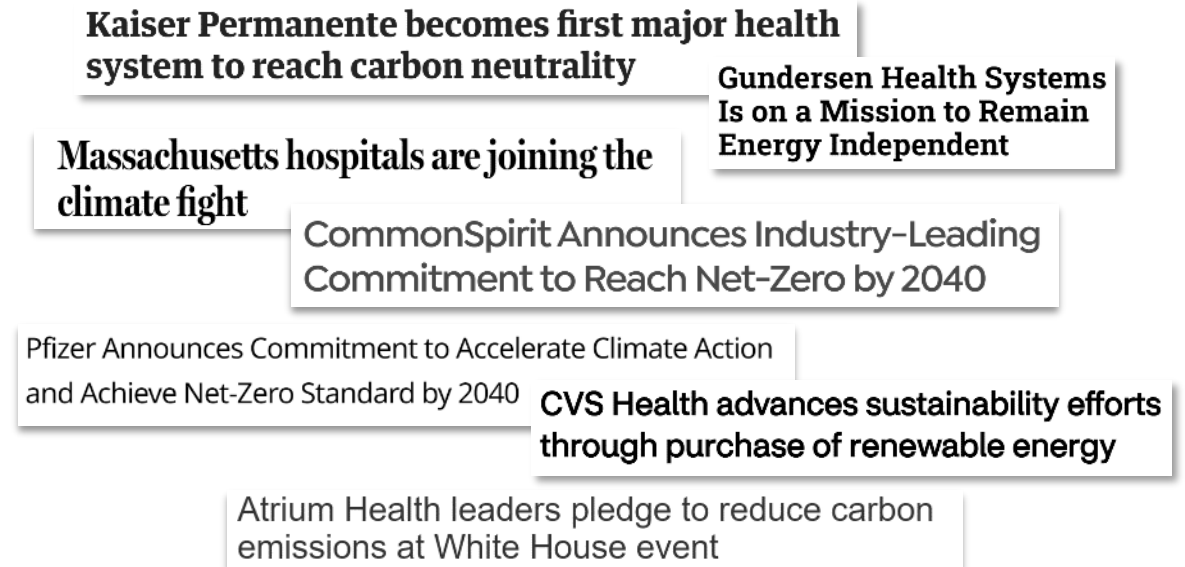 Kaiser Permanente becomes first major health
system to reach carbon neutrality
Gundersen Health Systems
Is on a Mission to Remain
Energy Independent
Massachusetts hospitals are joining the
climate fight
CommonSpirit Announces Industry-Leading
Commitment to Reach Net-Zero by 2040
Pfizer Announces Commitment to Accelerate Climate Action
and Achieve Net-Zero Standard by 2040
CVS Health advances sustainability efforts
through purchase of renewable energy
Atrium Health leaders pledge to reduce carbon
emissions at White House event